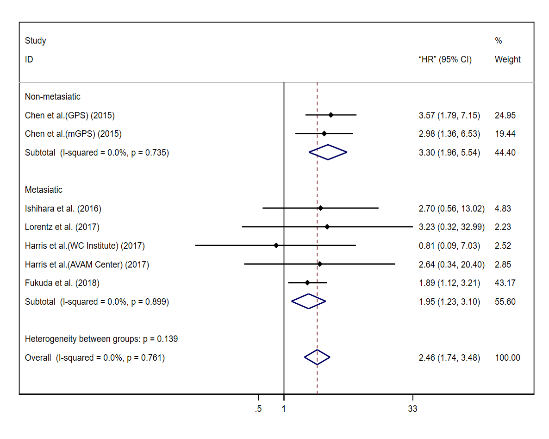 Study %
ID "HR" (95% CI) Weight
Non-metasiatic
Chen et al.(GPS) (2015) 3.57 (1.79, 7.15) 24.95
Chen et al.(mGPS) (2015) 2.98 (1.36, 6.53) 19.44
Subtotal (I-squared = 0.0%, p = 0.735) 3.30 (1.96, 5.54) 44.40
Metasiatic
Ishihara et al. (2016) 2.70 (0.56, 13.02) 4.83
Lorentz et al. (2017) 3.23 (0.32, 32.99) 2.23
Harris et al.(WC Institute) (2017) 0.81 (0.09, 7.03) 2.52
Harris et al.(AVAM Center) (2017) 2.64 (0.34, 20.40) 2.85
Fukuda et al. (2018) 1.89 (1.12, 3.21) 43.17
Subtotal (I-squared = 0.0%, p = 0.899) 1.95 (1.23, 3.10) 55.60
Heterogeneity between groups: p = 0.139
Overall (I-squared = 0.0%, p = 0.761) 2.46 (1.74, 3.48) 100.00
.5 1 33